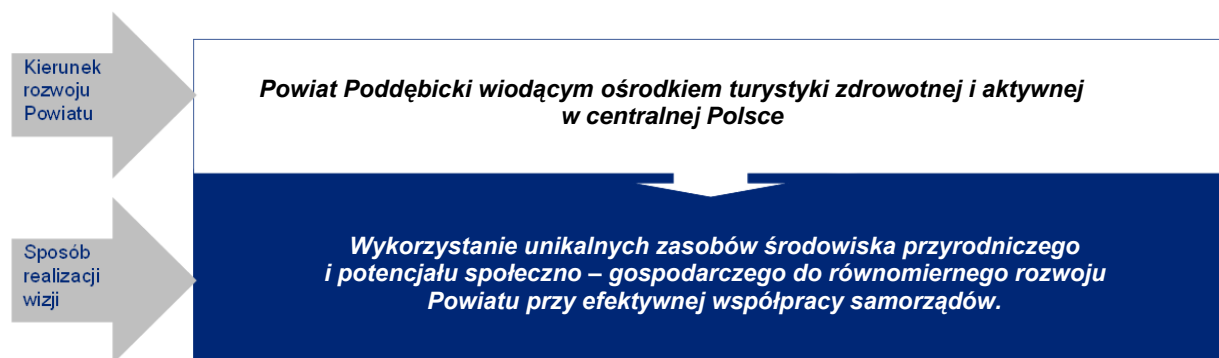 Kierunek
rozwoju
Powiatu
Powiat Poddębicki wiodącym ośrodkiem turystyki zdrowotnej i aktywnej
w centralnej Polsce
Sposób
realizacji
wizji
Wykorzystanie unikalnych zasobów środowiska przyrodniczego
i potencjału społeczno – gospodarczego do równomiernego rozwoju
Powiatu przy efektywnej współpracy samorządów.